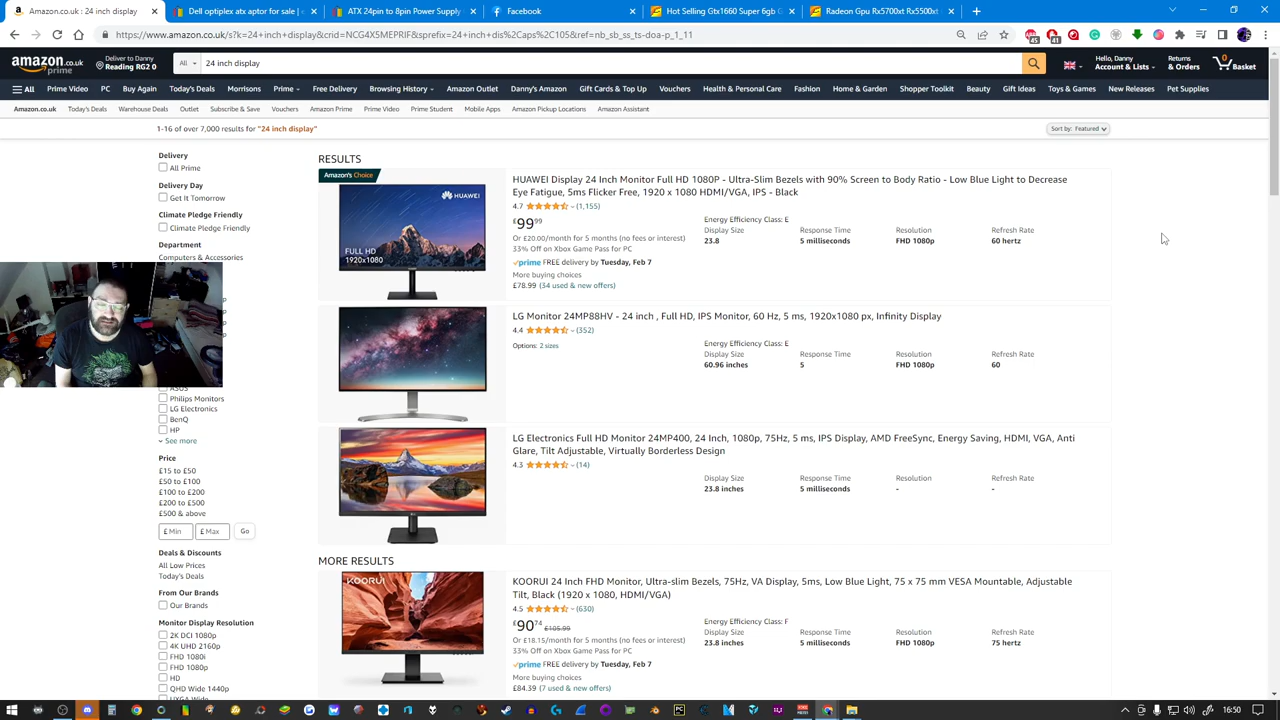 Amazon.co.uk : 24 inch display
Dell optiplex atx aptor for sale |
Atx 24pin to 6pin Power Supply
Facebook
Hot Selling Gtx1660 Super 6gb G
Radeon Gpu Rx5700xt Rx5500xt
https://www.amazon.co.uk/s?k=24+inch+display&crid=NCG4X5MEPRIF&sprefix=24+inch+dis%2Caps%2C105&ref=nb_sb_ss_ts-doa-p_1_11
45
41
amazon.co.uk
prime
Deliver to Danny
Reading RG2 0
All
24 inch display
Hello, Danny
Account & Lists
Returns
& Orders
0
Basket
All Prime Video PC Buy Again Today's Deals Morrisons Prime Free Delivery Browsing History Amazon Outlet Danny's Amazon Gift Cards & Top Up Vouchers Health & Personal Care Fashion Home & Garden Shopper Toolkit Beauty Gift Ideas Toys & Games New Releases Pet Supplies
Amazon.co.uk Today's Deals Warehouse Deals Outlet Subscribe & Save Vouchers Amazon Prime Prime Video Prime Student Mobile Apps Amazon Pickup Locations Amazon Assistant
1-16 of over 7,000 results for "24 inch display"
Sort by: Featured
Delivery
All Prime
Delivery Day
Get It Tomorrow
Climate Pledge Friendly
Climate Pledge Friendly
Department
Computers & Accessories
ASUS
Philips Monitors
LG Electronics
BenQ
HP
See more
Price
£15 to £50
£50 to £100
£100 to £200
£200 to £500
£500 & above
£ Min
£ Max
Go
Deals & Discounts
All Low Prices
Today's Deals
From Our Brands
Our Brands
Monitor Display Resolution
2K DCI 1080p
4K UHD 2160p
FHD 1080i
FHD 1080p
HD
QHD Wide 1440p
UXGA Wide
RESULTS
Amazon's Choice
HUAWEI
FULL HD
1920x1080
HUAWEI Display 24 Inch Monitor Full HD 1080P - Ultra-Slim Bezels with 90% Screen to Body Ratio - Low Blue Light to Decrease
Eye Fatigue, 5ms Flicker Free, 1920 x 1080 HDMI/VGA, IPS - Black
4.7 (1,155)
£99.99
Or £20.00/month for 5 months (no fees or interest)
33% Off on Xbox Game Pass for PC
prime FREE delivery by Tuesday, Feb 7
More buying choices
£78.99 (34 used & new offers)
Energy Efficiency Class: E
Display Size Response Time Resolution Refresh Rate
23.8 5 milliseconds FHD 1080p 60 hertz
LG Monitor 24MP88HV - 24 inch , Full HD, IPS Monitor, 60 Hz, 5 ms, 1920x1080 px, Infinity Display
4.4 (352)
Options: 2 sizes
Energy Efficiency Class: E
Display Size Response Time Resolution Refresh Rate
60.96 inches 5 FHD 1080p 60
LG Electronics Full HD Monitor 24MP400, 24 Inch, 1080p, 75Hz, 5 ms, IPS Display, AMD FreeSync, Energy Saving, HDMI, VGA, Anti
Glare, Tilt Adjustable, Virtually Borderless Design
4.3 (14)
Display Size Response Time Resolution Refresh Rate
23.8 inches 5 milliseconds - -
MORE RESULTS
KOORUI
KOORUI 24 Inch FHD Monitor, Ultra-slim Bezels, 75Hz, VA Display, 5ms, Low Blue Light, 75 x 75 mm VESA Mountable, Adjustable
Tilt, Black (1920 x 1080, HDMI/VGA)
4.5 (630)
£90.74 £105.99
Or £18.15/month for 5 months (no fees or interest)
33% Off on Xbox Game Pass for PC
prime FREE delivery by Tuesday, Feb 7
More buying choices
£84.39 (7 used & new offers)
Energy Efficiency Class: F
Display Size Response Time Resolution Refresh Rate
23.8 inches 5 milliseconds FHD 1080p 75 hertz
16:50